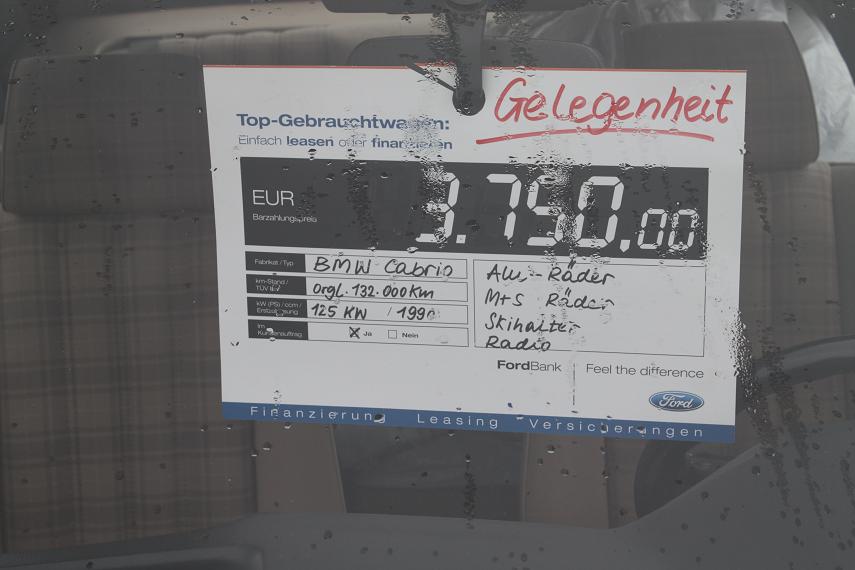 Gelegenheit
Top-Gebrauchtwagen:
Einfach leasen oder finanzieren
EUR
3.750.00
Barzahlungspreis
Fabrikat / Typ
BMW Cabrio
km-Stand /
orgl. 132.000 Km
kW (PS) / ccm /
Erstzulassung
125 KW / 1990
Im
Kundenauftrag
X Ja
Nein
Alu-Räder
M+S Räder
Skihalter
Radio
FordBank
Feel the difference
Ford
Finanzierung Leasing Versicherungen